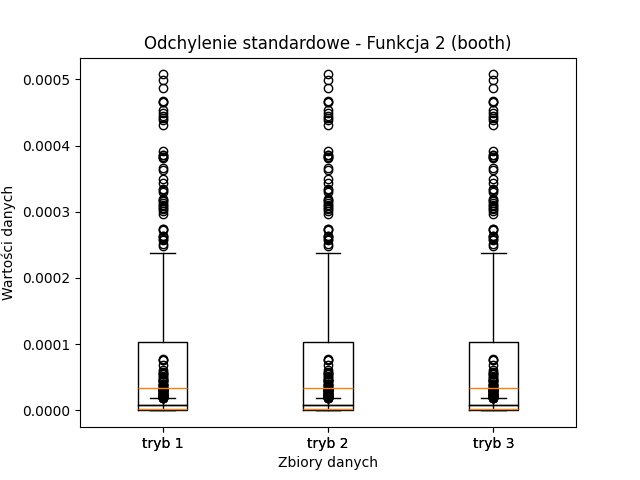 Odchylenie standardowe - Funkcja 2 (booth)
0.0005
0.0004
0.0003
0.0002
0.0001
0.0000
Wartości danych
tryb 1 tryb 2 tryb 3
Zbiory danych